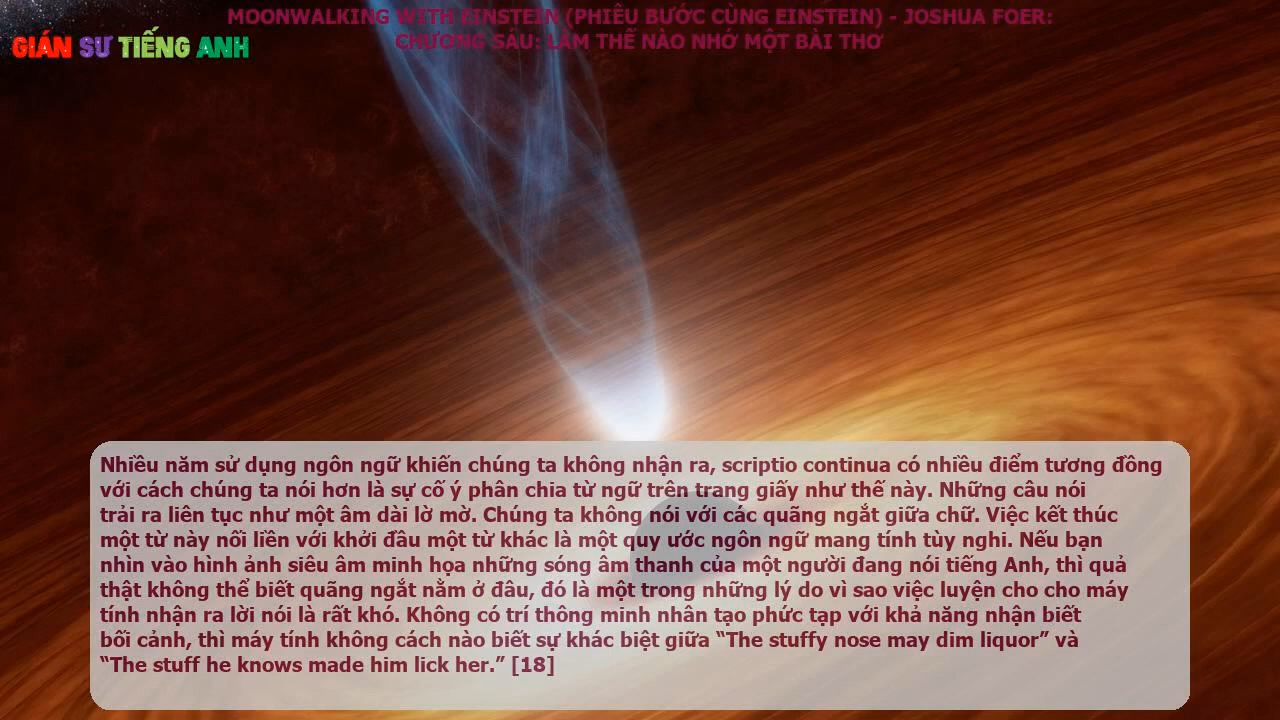 MOONWALKING WITH EINSTEIN (PHIÊU BƯỚC CÙNG EINSTEIN) - JOSHUA FOER:
CHƯƠNG SÁU: LÀM THẾ NÀO NHỚ MỘT BÀI THƠ
GIÁN SƯ TIẾNG ANH
Nhiều năm sử dụng ngôn ngữ khiến chúng ta không nhận ra, scriptio continua có nhiều điểm tương đồng
với cách chúng ta nói hơn là sự cố ý phân chia từ ngữ trên trang giấy như thế này. Những câu nói
trải ra liên tục như một âm dài lờ mờ. Chúng ta không nói với các quãng ngắt giữa chữ. Việc kết thúc
một từ này nối liền với khởi đầu một từ khác là một quy ước ngôn ngữ mang tính tùy nghi. Nếu bạn
nhìn vào hình ảnh siêu âm minh họa những sóng âm thanh của một người đang nói tiếng Anh, thì quả
thật không thể biết quãng ngắt nằm ở đâu, đó là một trong những lý do vì sao việc luyện cho cho máy
tính nhận ra lời nói là rất khó. Không có trí thông minh nhân tạo phức tạp với khả năng nhận biết
bối cảnh, thì máy tính không cách nào biết sự khác biệt giữa “The stuffy nose may dim liquor” và
“The stuff he knows made him lick her.” [18]